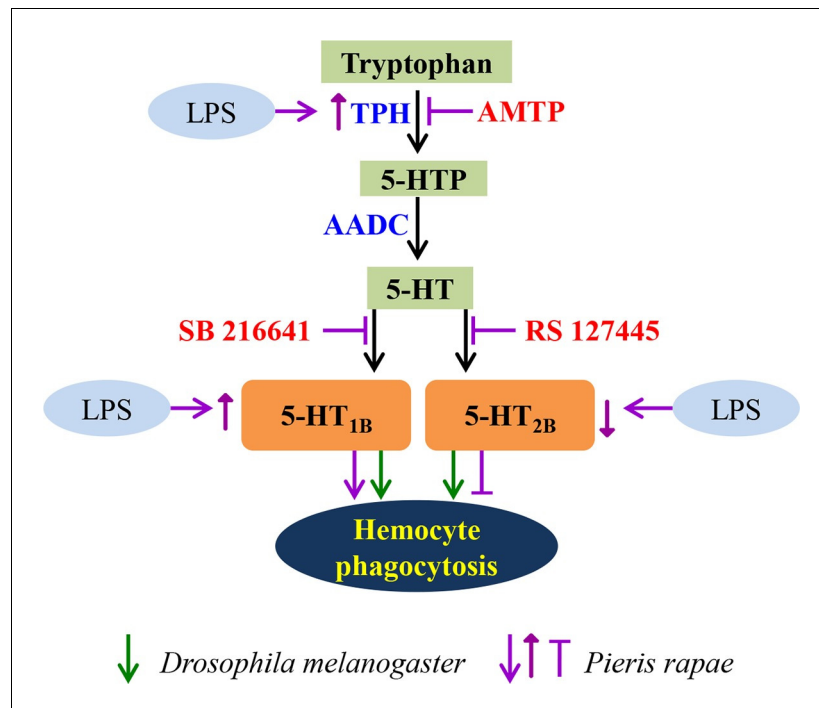 Tryptophan
LPS TPH AMTP
5-HTP
AADC
5-HT
SB 216641 RS 127445
LPS 5-HT1B 5-HT2B LPS
Hemocyte
phagocytosis
Drosophila melanogaster Pieris rapae